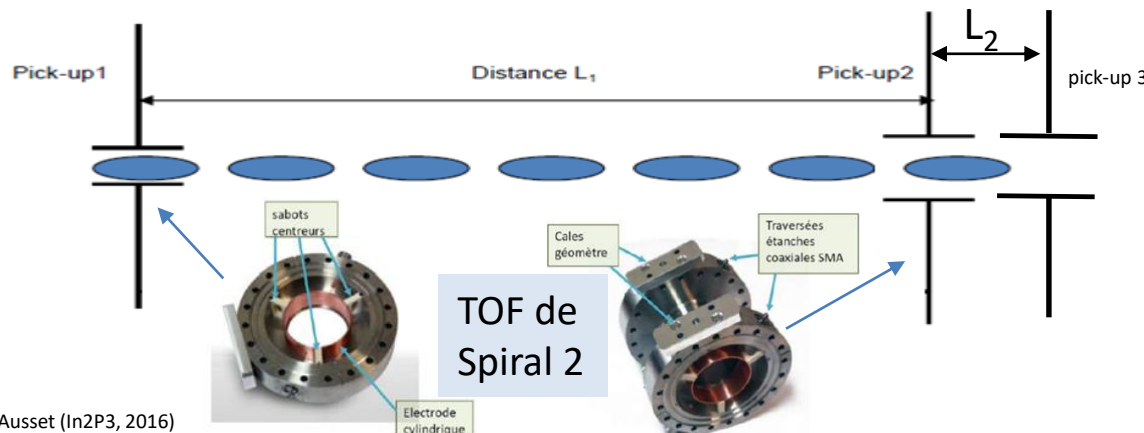 L₂
Pick-up1
Distance L₁
Pick-up2
pick-up 3
sabots
centreurs
Cales
géomètre
Traversées
étanches
coaxiales SMA
TOF de
Spiral 2
Electrode
cylindrique
Ausset (In2P3, 2016)